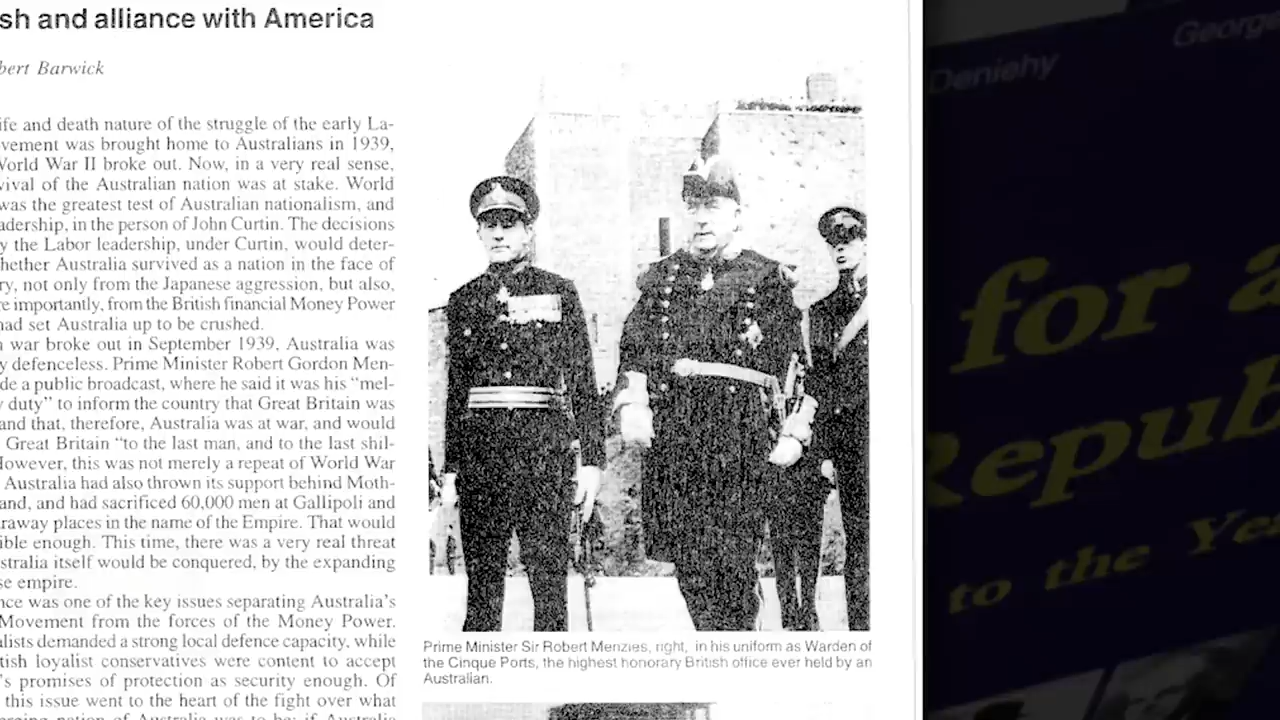 sh and alliance with America
bert Barwick
ife and death nature of the struggle of the early La-
vement was brought home to Australians in 1939,
World War II broke out. Now, in a very real sense,
vival of the Australian nation was at stake. World
was the greatest test of Australian nationalism, and
adership, in the person of John Curtin. The decisions
y the Labor leadership, under Curtin, would deter-
hether Australia survived as a nation in the face of
ry, not only from the Japanese aggression, but also,
re importantly, from the British financial Money Power
had set Australia up to be crushed.
n war broke out in September 1939, Australia was
y defenceless. Prime Minister Robert Gordon Men-
de a public broadcast, where he said it was his “mel-
y duty” to inform the country that Great Britain was
and that, therefore, Australia was at war, and would
Great Britain “to the last man, and to the last shil-
However, this was not merely a repeat of World War
Australia had also thrown its support behind Moth-
and, and had sacrificed 60,000 men at Gallipoli and
raway places in the name of the Empire. That would
ible enough. This time, there was a very real threat
stralia itself would be conquered, by the expanding
se empire.
nce was one of the key issues separating Australia’s
Movement from the forces of the Money Power.
alists demanded a strong local defence capacity, while
tish loyalist conservatives were content to accept
’s promises of protection as security enough. Of
this issue went to the heart of the fight over what
nation of Australia was to be: if Australia
Prime Minister Sir Robert Menzies, right, in his uniform as Warden of
the Cinque Ports, the highest honorary British office ever held by an
Australian.
Deniehy
George
for a
Repub
to the Ye